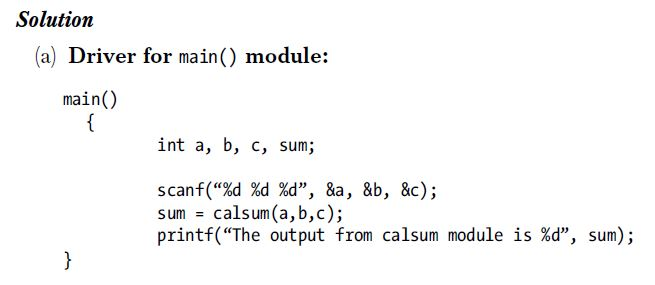 Solution
(a) Driver for main() module:
main()
{
int a, b, c, sum;
scanf(“%d %d %d”, &a, &b, &c);
sum = calsum(a,b,c);
printf(“The output from calsum module is %d”, sum);
}